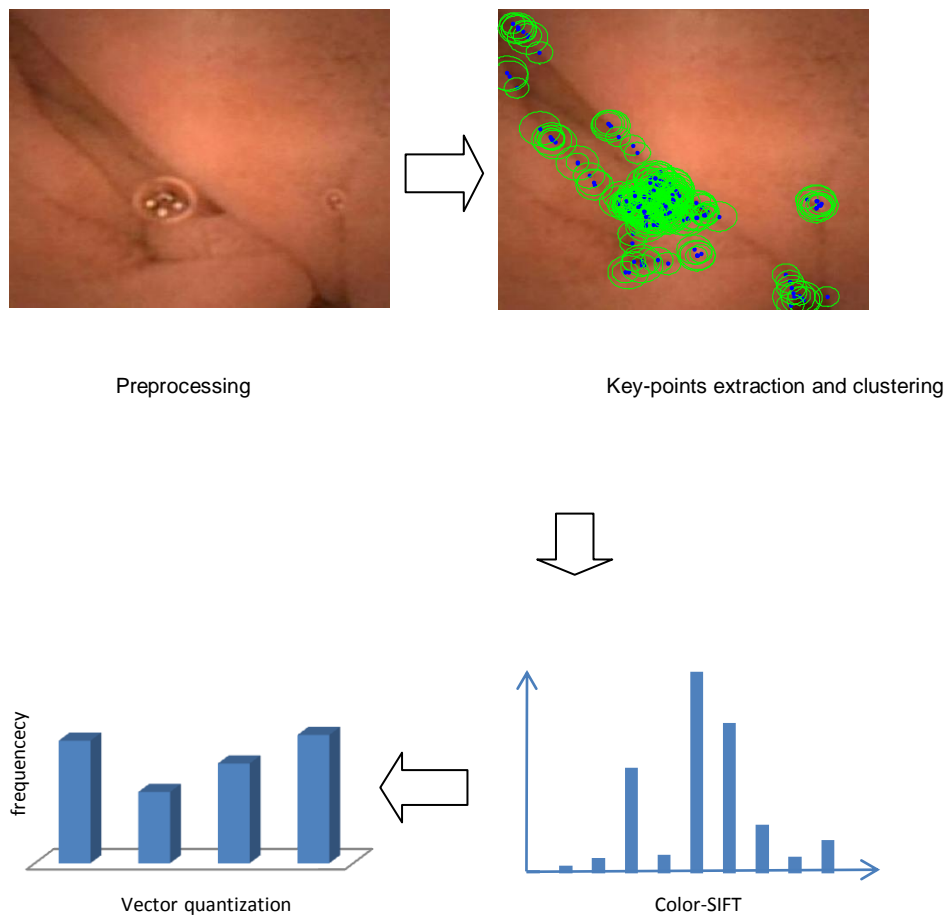 Preprocessing
Key-points extraction and clustering
frequencecy
Vector quantization
Color-SIFT